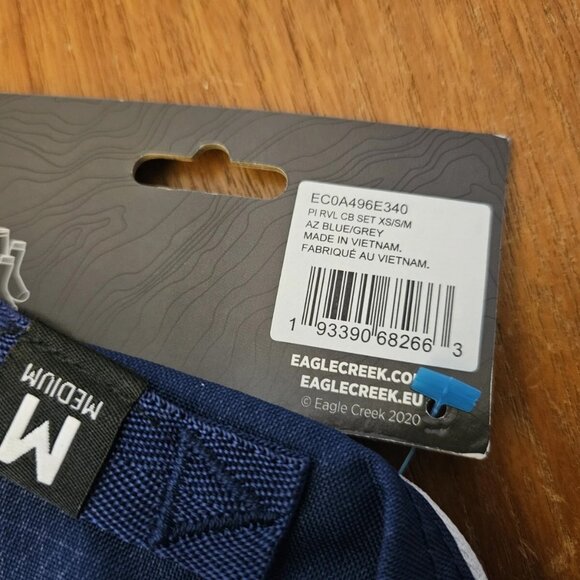 EC0A496E340
PI RVL CB SET XS/S/M
AZ BLUE/GREY
MADE IN VIETNAM.
FABRIQUÉ AU VIETNAM.
1 93390 68266 3
EAGLECREEK.CO
EAGLECREEK.EU
© Eagle Creek 2020
M
MEDIUM